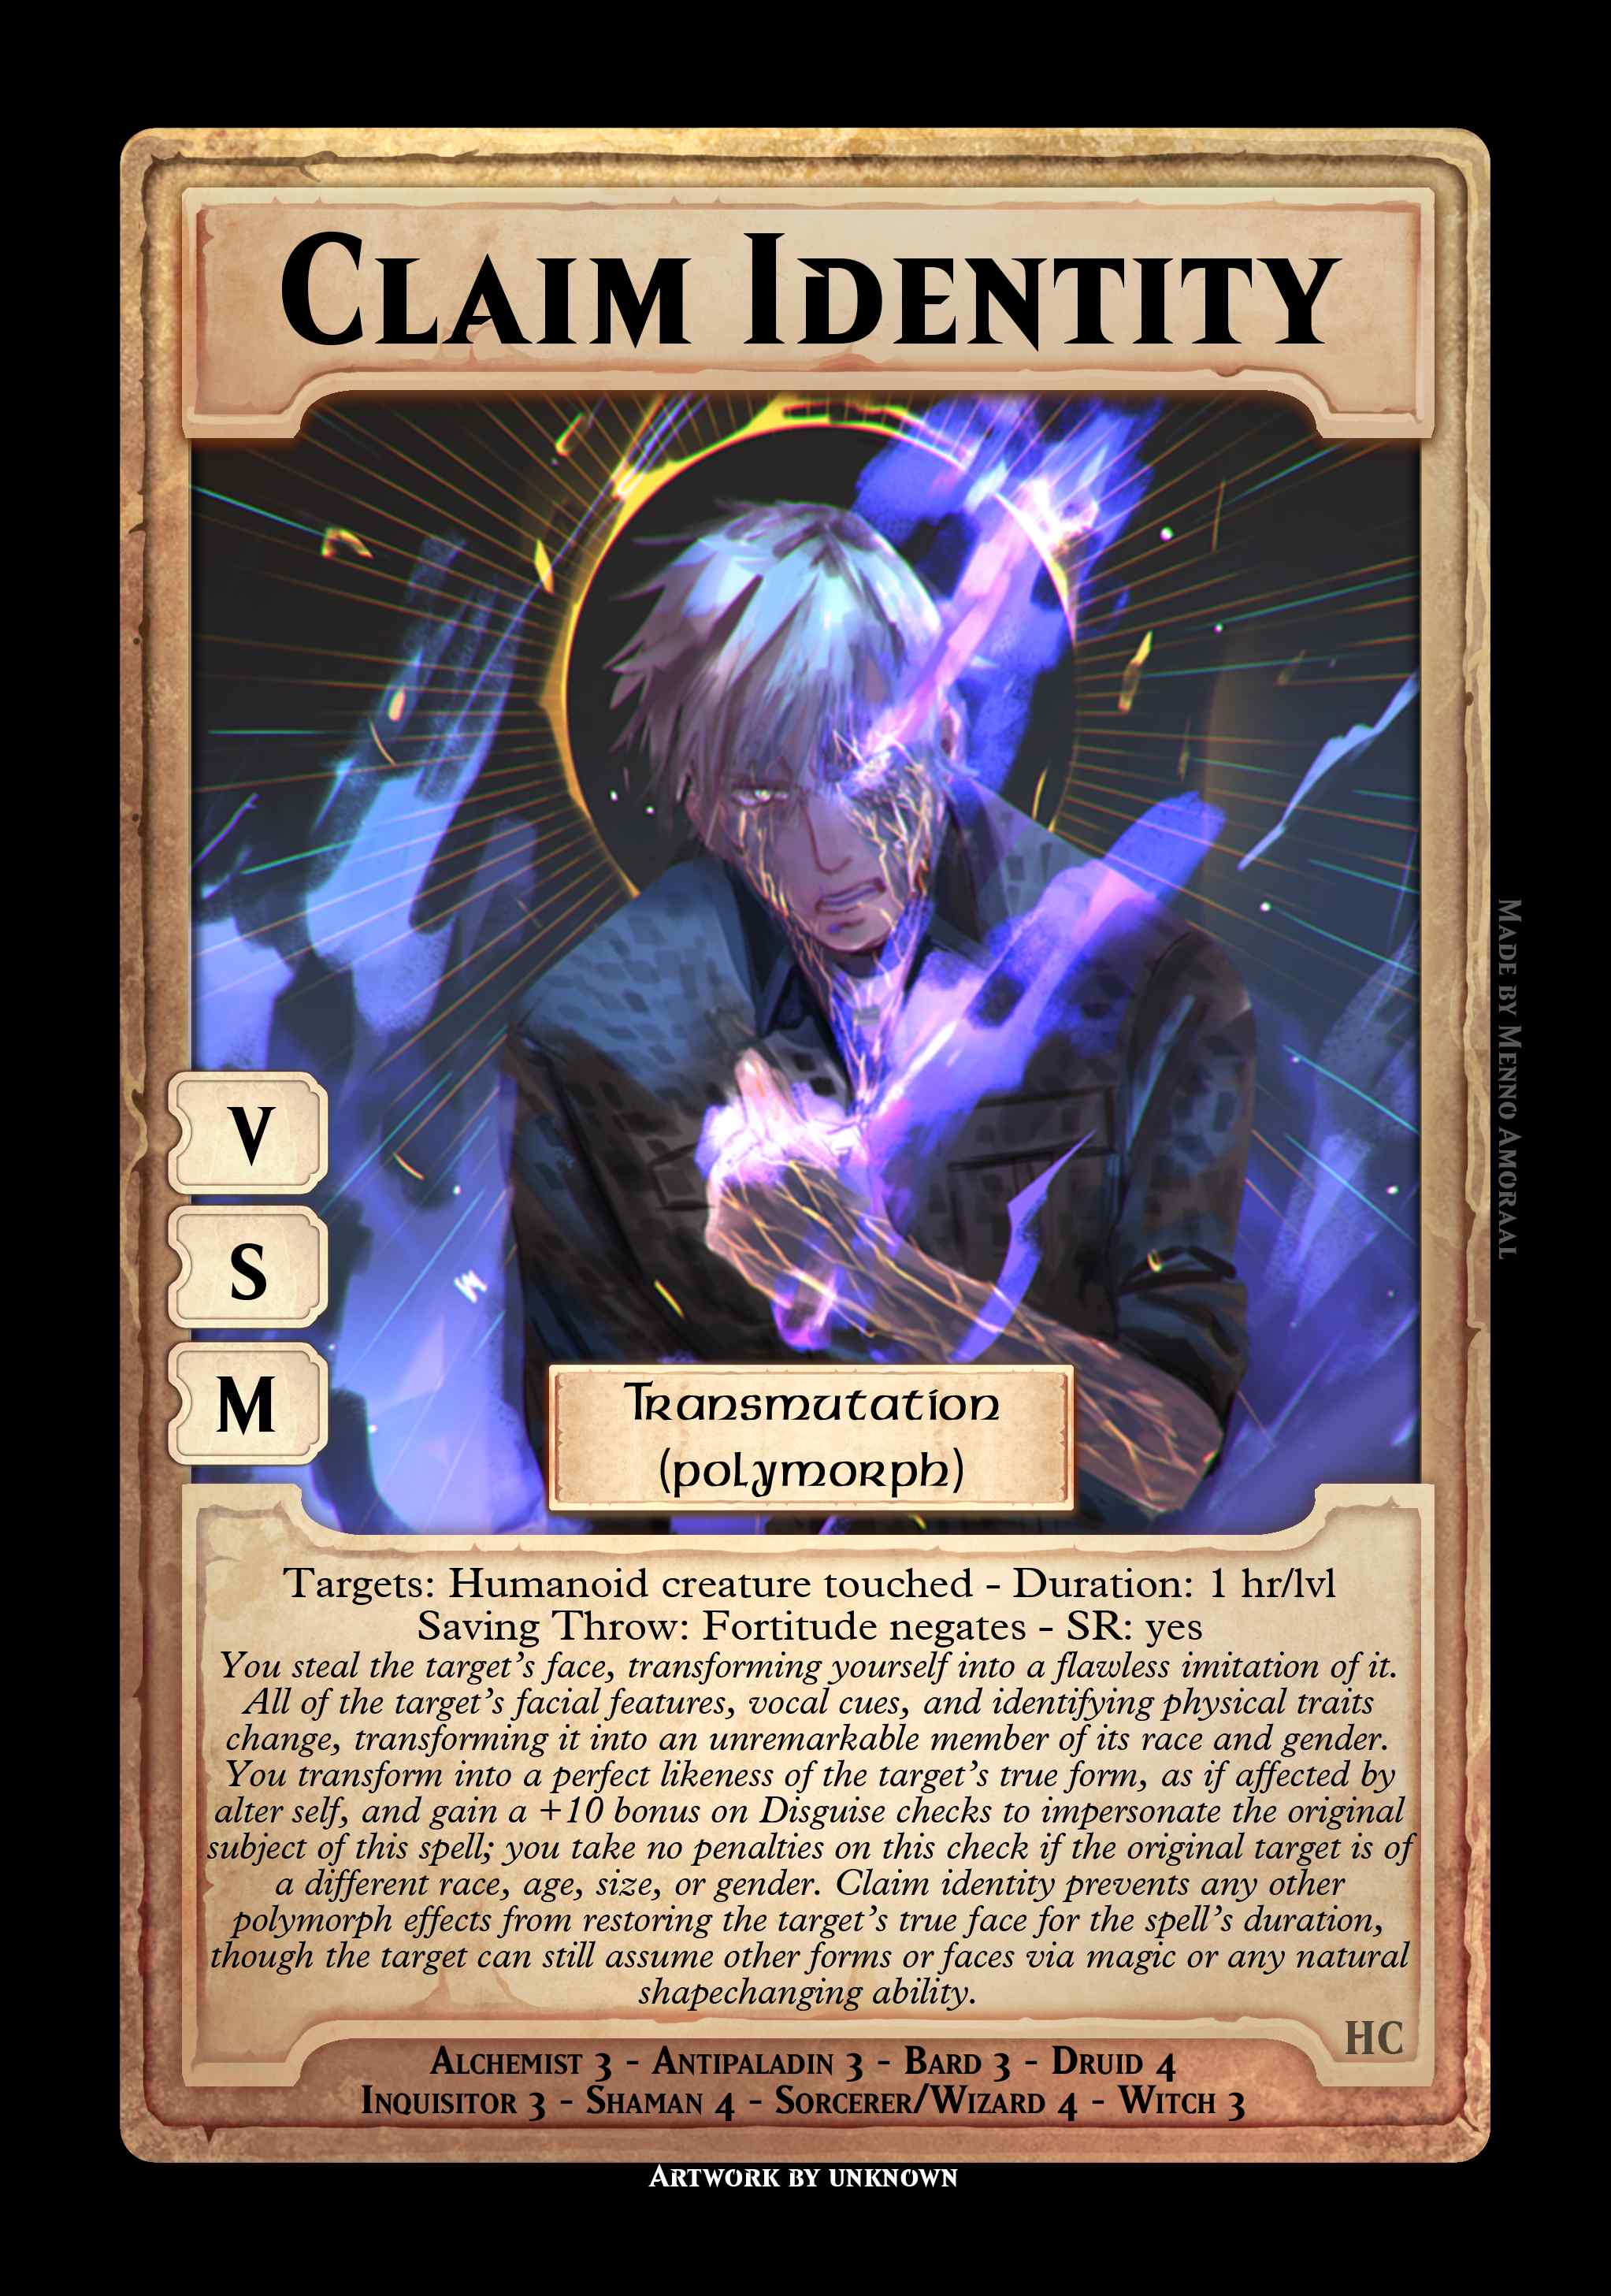 Claim Identity
Made by Menno Amoraal
V
S
M
Transmutation
(polymorph)
Targets: Humanoid creature touched - Duration: 1 hr/lvl
Saving Throw: Fortitude negates - SR: yes
You steal the target's face, transforming yourself into a flawless imitation of it.
All of the target's facial features, vocal cues, and identifying physical traits
change, transforming it into an unremarkable member of its race and gender.
You transform into a perfect likeness of the target's true form, as if affected by
alter self, and gain a +10 bonus on Disguise checks to impersonate the original
subject of this spell; you take no penalties on this check if the original target is of
a different race, age, size, or gender. Claim identity prevents any other
polymorph effects from restoring the target's true face for the spell's duration,
though the target can still assume other forms or faces via magic or any natural
shapechanging ability.
HC
Alchemist 3 - Antipaladin 3 - Bard 3 - Druid 4
Inquisitor 3 - Shaman 4 - Sorcerer/Wizard 4 - Witch 3
Artwork by unknown